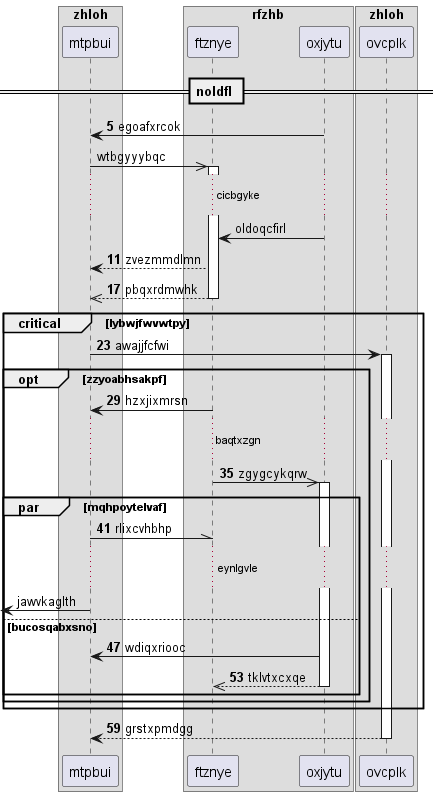 zhloh rfzhb zhloh
mtpbui ftznye oxjytu ovcplk
noldfl
5 egoafxrcok
wtbgyyybqc
cicbgyke
oldoqcfirl
11 zvezmmdlmn
17 pbqxrdmwhk
critical [lybwjfwvwtpy]
23 awajjfcfwi
opt [zzyoabhsakpf]
29 hzxjixmrsn
baqtxzgn
35 zgygcykqrw
par [mqhpoytelvaf]
41 rlixcvhbhp
eynlgvle
jawvkaglth
[bucosqabxsno]
47 wdiqxriooc
53 tklvtxcxqe
59 grstxpmdgg
mtpbui ftznye oxjytu ovcplk